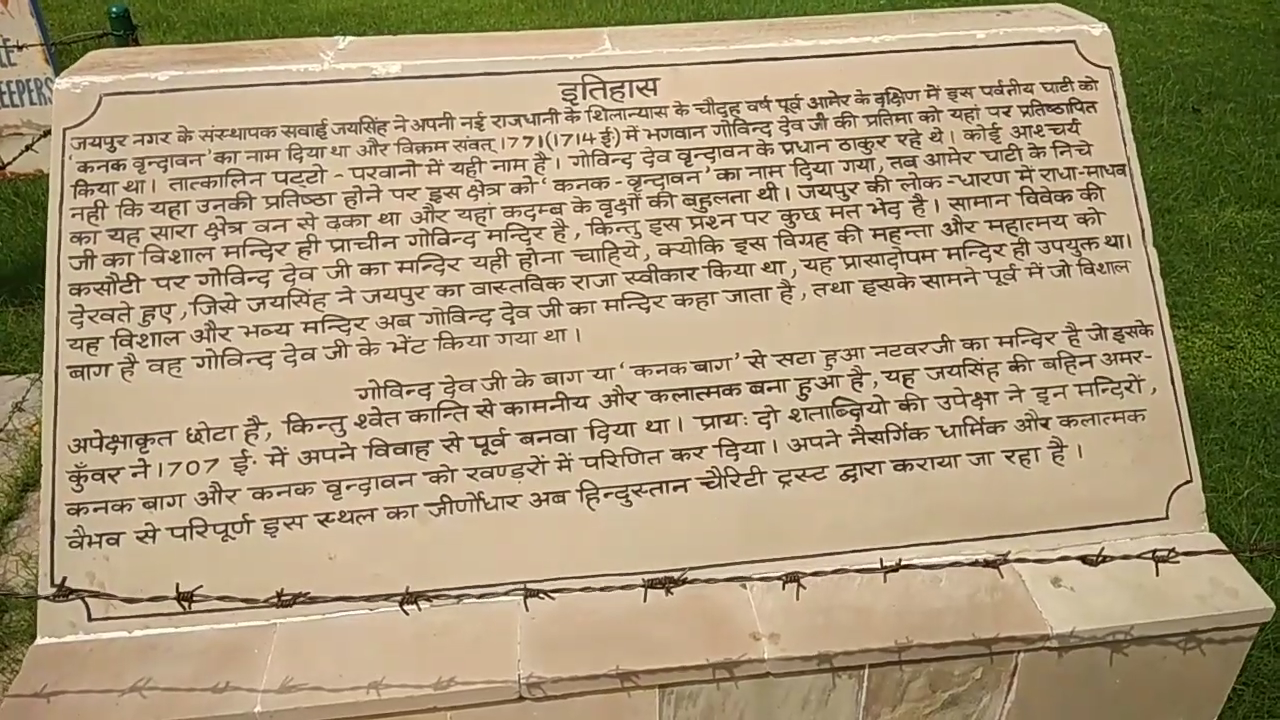 इतिहास
जयपुर नगर के संस्थापक सवाई जयसिंह ने अपनी नई राजधानी के शिलान्यास के चौदह वर्ष पूर्व आमेर के दक्षिण में इस पर्वतीय घाटी को
'कनक वृन्दावन' का नाम दिया था और विक्रम संवत् 1771(1714 ई) में भगवान गोविन्द देव जी की प्रतिमा को यहां पर प्रतिष्ठापित
किया था। तात्कालिन पट्टो - परवानो में यही नाम है। गोविन्द देव वृन्दावन के प्रधान ठाकुर रहे थे। कोई आश्चर्य
नही कि यहा उनकी प्रतिष्ठा होने पर इस क्षेत्र को 'कनक - वृन्दावन' का नाम दिया गया, तब आमेर घाटी के निचे
का यह सारा क्षेत्र वन से ढ़का था और यहां कदम्ब के वृक्षों की बहुलता थी। जयपुर की लोक - धारण में राधा-माधव
जी का विशाल मन्दिर ही प्राचीन गोविन्द मन्दिर है, किन्तु इस प्रश्न पर कुछ मत भेद है। सामान विवेक की
कसौटी पर गोविन्द देव जी का मन्दिर यही होना चाहिये, क्योकि इस विग्रह की महन्ता और महात्मय को
देखते हुए, जिसे जयसिंह ने जयपुर का वास्तविक राजा स्वीकार किया था, यह प्रासादोपम मन्दिर ही उपयुक्त था।
यह विशाल और भव्य मन्दिर अब गोविन्द देव जी का मन्दिर कहा जाता है, तथा इसके सामने पूर्व में जो विशाल
बाग है वह गोविन्द देव जी के भेंट किया गया था।
गोविन्द देव जी के बाग या 'कनक बाग' से सटा हुआ नटवरजी का मन्दिर है जो इसके
अपेक्षाकृत छोटा है, किन्तु श्वेत कान्ति से कामनीय और कलात्मक बना हुआ है, यह जयसिंह की बहिन अमर-
कुँवर ने 1707 ई. में अपने विवाह से पूर्व बनवा दिया था। प्रायः दो शताब्दियो की उपेक्षा ने इन मन्दिरों,
कनक बाग और कनक वृन्दावन को खण्ड़रों में परिणित कर दिया। अपने नैसर्गिक धार्मिक और कलात्मक
वैभव से परिपूर्ण इस स्थल का जीर्णोधार अब हिन्दुस्तान चैरिटी ट्रस्ट द्वारा कराया जा रहा है।
EEPERS